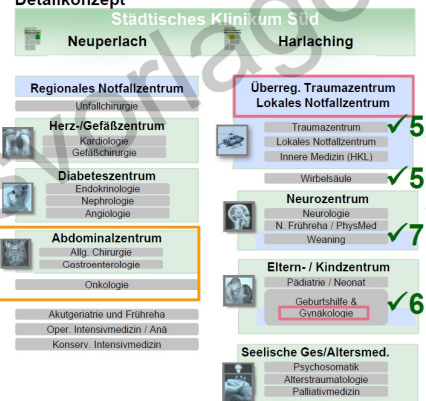 Detailkonzept
Städtisches Klinikum Süd
Neuperlach
Regionales Notfallzentrum
Unfallchirurgie
Herz-/Gefäßzentrum
Kardiologie
Gefäßchirurgie
Diabeteszentrum
Endokrinologie
Nephrologie
Angiologie
Abdominalzentrum
Allg. Chirurgie
Gastroenterologie
Onkologie
Akutgeriatrie und Frühreha
Oper. Intensivmedizin / Anä
Konserv. Intensivmedizin
Harlaching
Überreg. Traumazentrum
Lokales Notfallzentrum
Traumazentrum ✓5
Lokales Notfallzentrum
Innere Medizin (HKL)
Wirbelsäule ✓5
Neurozentrum
Neurologie
N. Frühreha / PhysMed
Weaning ✓7
Eltern- / Kindzentrum
Pädiatrie / Neonat
Geburtshilfe &
Gynäkologie ✓6
Seelische Ges/Altersmed.
Psychosomatik
Alterstraumatologie
Palliativmedizin